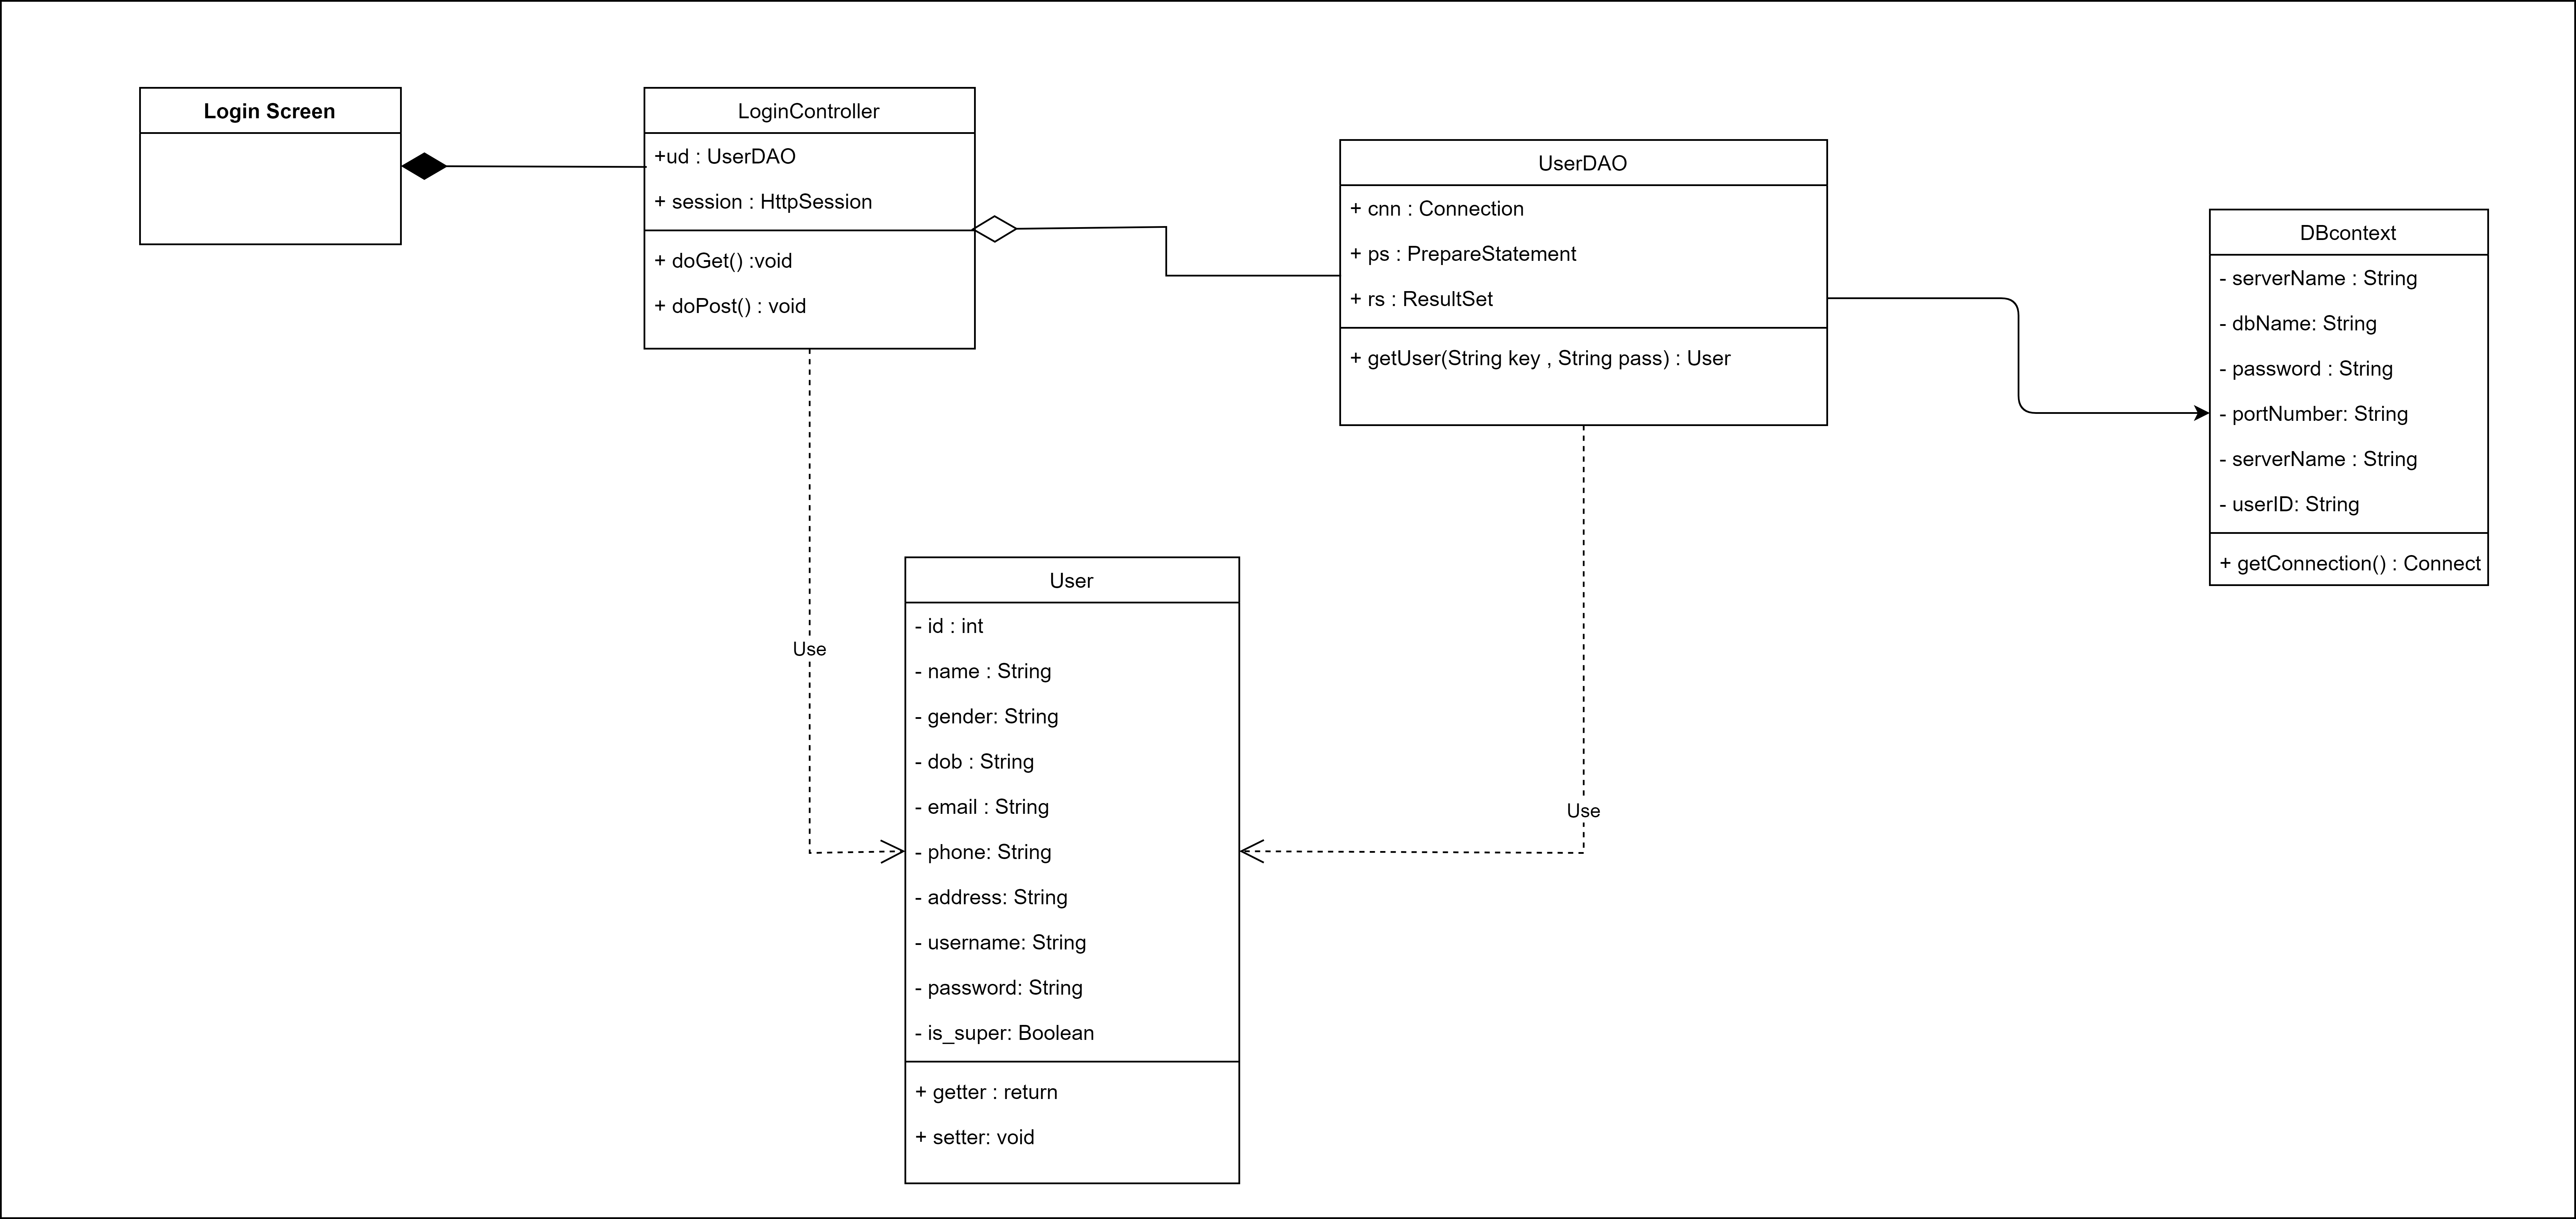 Login Screen
LoginController
+ud : UserDAO
+ session : HttpSession
+ doGet() :void
+ doPost() : void
UserDAO
+ cnn : Connection
+ ps : PrepareStatement
+ rs : ResultSet
+ getUser(String key , String pass) : User
DBcontext
- serverName : String
- dbName: String
- password : String
- portNumber: String
- serverName : String
- userID: String
+ getConnection() : Connect
Use
Use
User
- id : int
- name : String
- gender: String
- dob : String
- email : String
- phone: String
- address: String
- username: String
- password: String
- is_super: Boolean
+ getter : return
+ setter: void